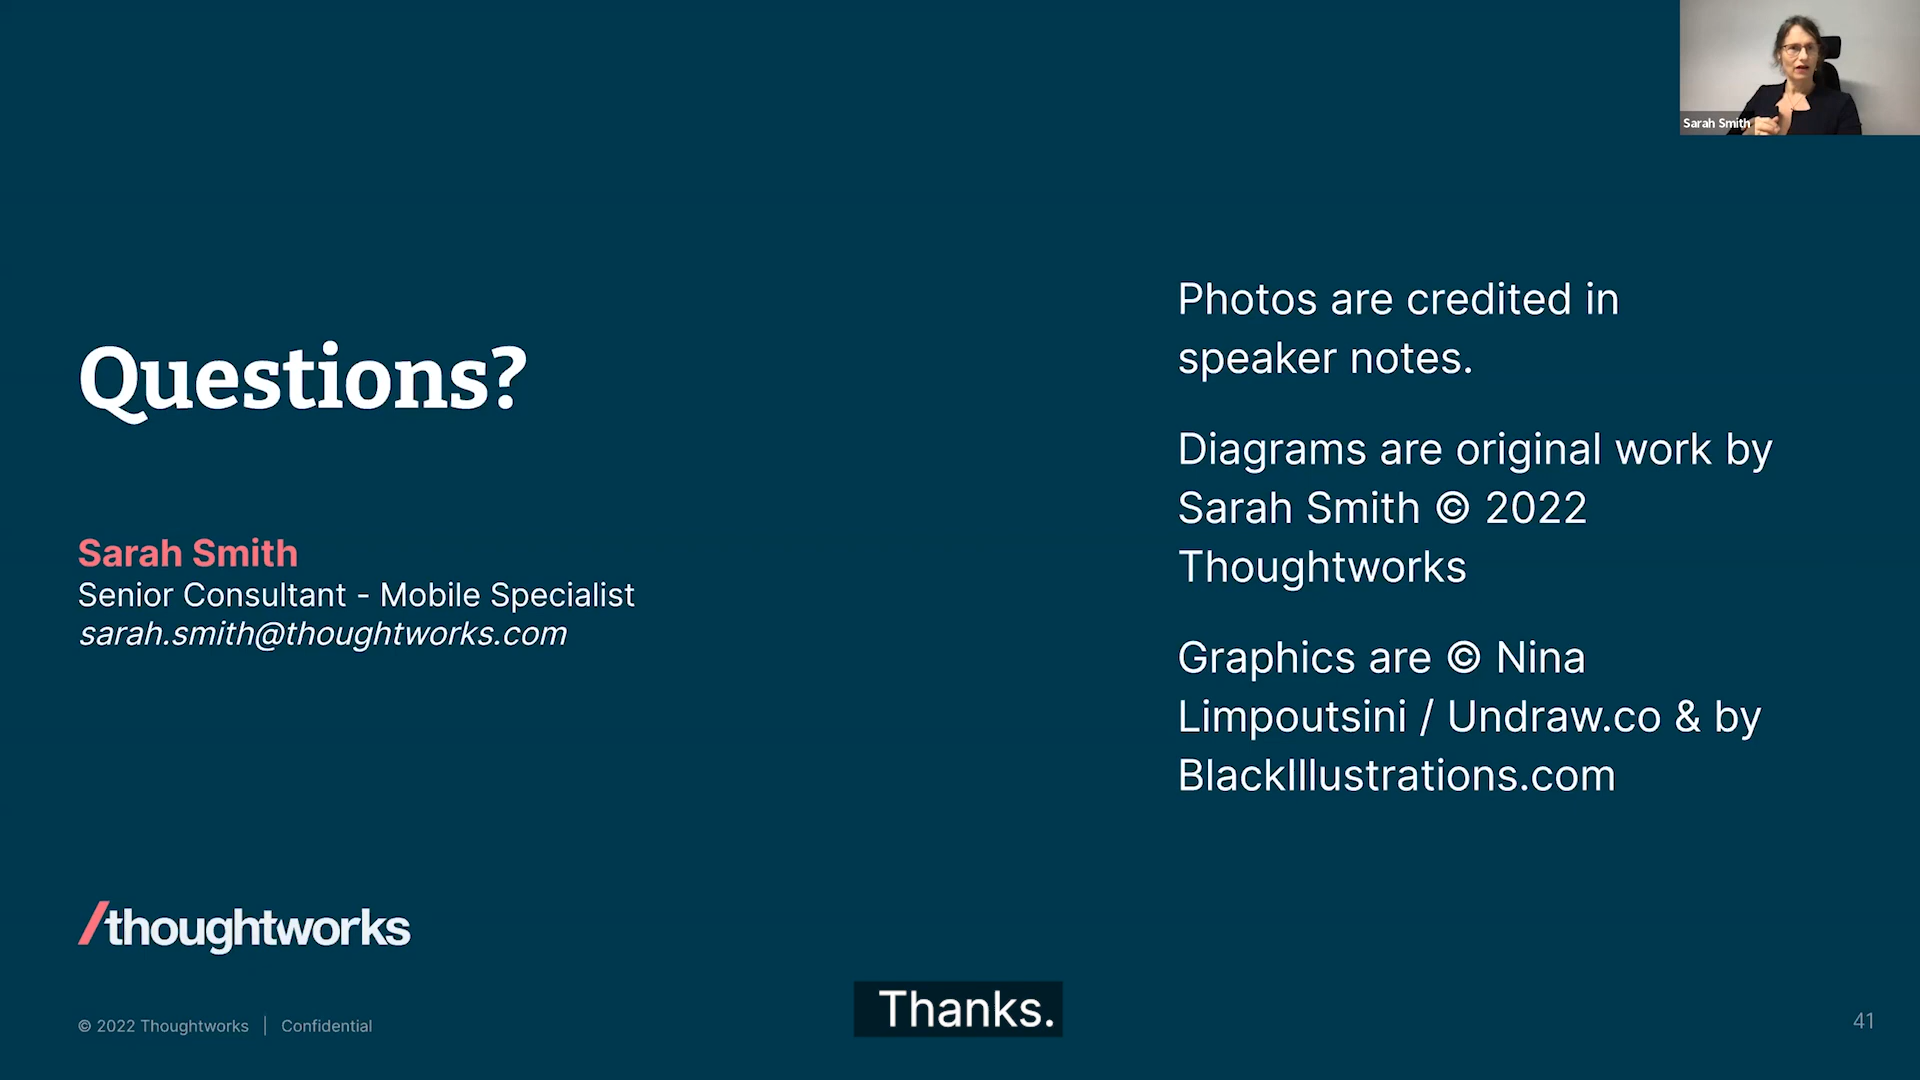 Sarah Smith
Questions?
Sarah Smith
Senior Consultant - Mobile Specialist
sarah.smith@thoughtworks.com
Photos are credited in
speaker notes.
Diagrams are original work by
Sarah Smith © 2022
Thoughtworks
Graphics are © Nina
Limpoutsini / Undraw.co & by
BlackIllustrations.com
/thoughtworks
© 2022 Thoughtworks | Confidential
Thanks.
41